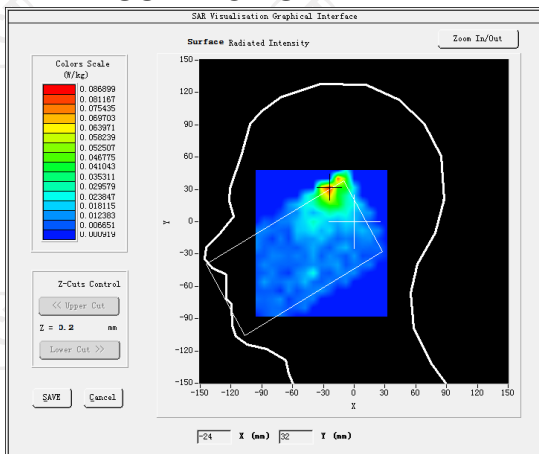 SAR Visualisation Graphical Interface
Surface Radiated Intensity
Zoom In/Out
Colors Scale
(W/kg)
0.086899
0.081167
0.075435
0.069703
0.063971
0.058239
0.052507
0.046775
0.041043
0.035311
0.029579
0.023847
0.018115
0.012383
0.006651
0.000919
Z-Cuts Control
<< Upper Cut
Z = 3.2 mm
Lower Cut >>
SAVE
Cancel
150
120
90
60
30
0
-30
-60
-90
-120
-150
Y
-150 -120 -90 -60 -30 0 30 60 90 120 150
X
-24 X (mm) 32 Y (mm)